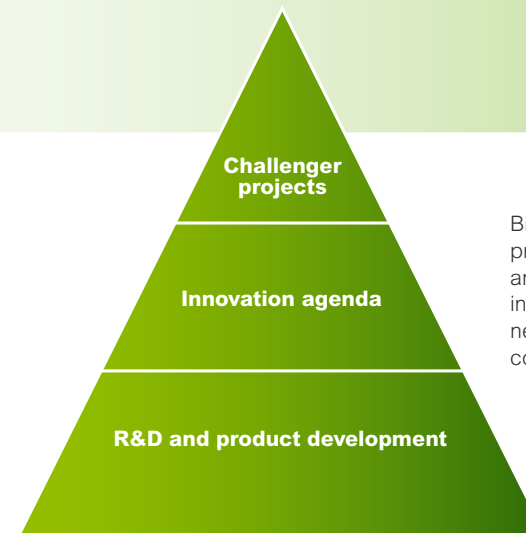 Challenger
projects
Innovation agenda
R&D and product development